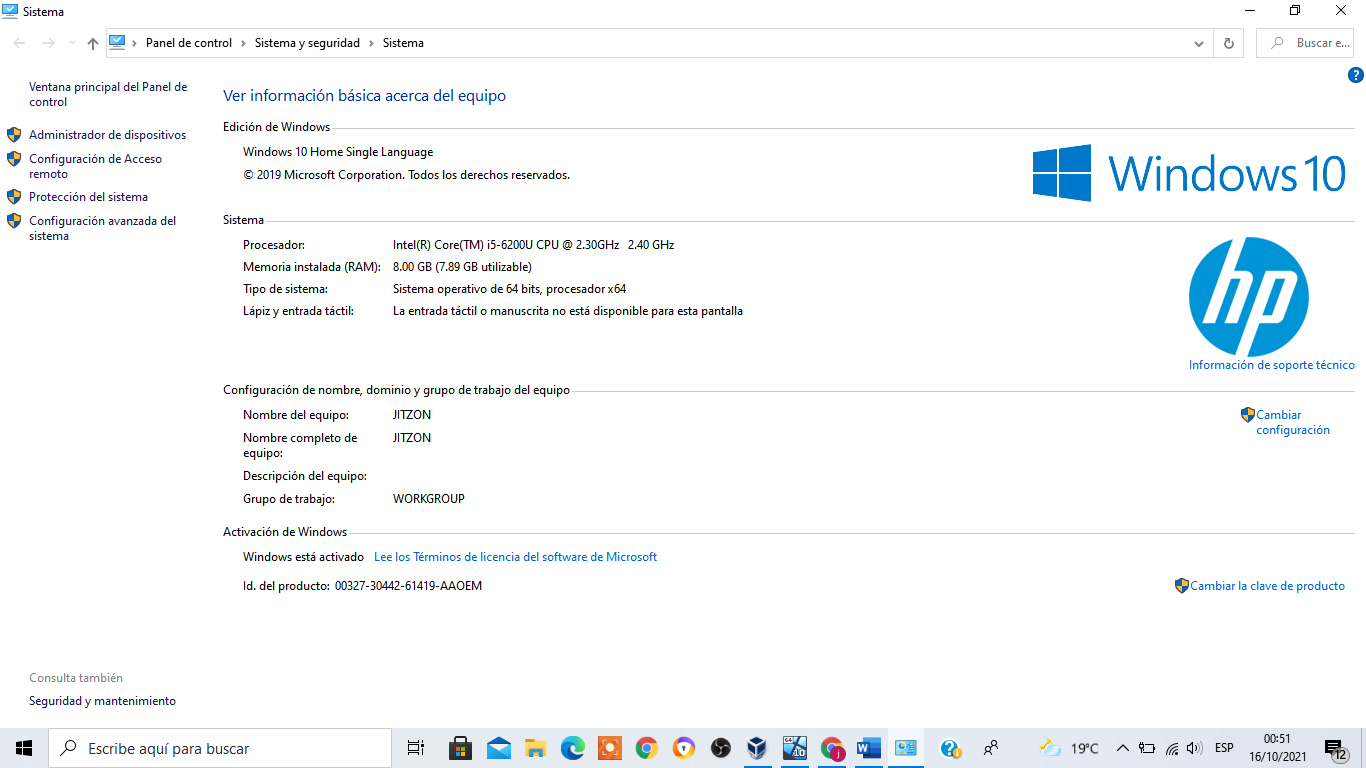 Sistema
Panel de control
Sistema y seguridad
Sistema
Buscar e...
Ventana principal del Panel de
control
Administrador de dispositivos
Configuración de Acceso
remoto
Protección del sistema
Configuración avanzada del
sistema
Ver información básica acerca del equipo
Edición de Windows
Windows 10 Home Single Language
© 2019 Microsoft Corporation. Todos los derechos reservados.
Windows 10
Sistema
Procesador: Intel(R) Core(TM) i5-6200U CPU @ 2.30GHz 2.40 GHz
Memoria instalada (RAM): 8.00 GB (7.89 GB utilizable)
Tipo de sistema: Sistema operativo de 64 bits, procesador x64
Lápiz y entrada táctil: La entrada táctil o manuscrita no está disponible para esta pantalla
hp
Información de soporte técnico
Configuración de nombre, dominio y grupo de trabajo del equipo
Nombre del equipo: JITZON
Nombre completo de JITZON
equipo:
Descripción del equipo:
Grupo de trabajo: WORKGROUP
Cambiar
configuración
Activación de Windows
Windows está activado Lee los Términos de licencia del software de Microsoft
Id. del producto: 00327-30442-61419-AAOEM
Cambiar la clave de producto
Consulta también
Seguridad y mantenimiento
Escribe aquí para buscar
19°C
ESP
00:51
16/10/2021
12